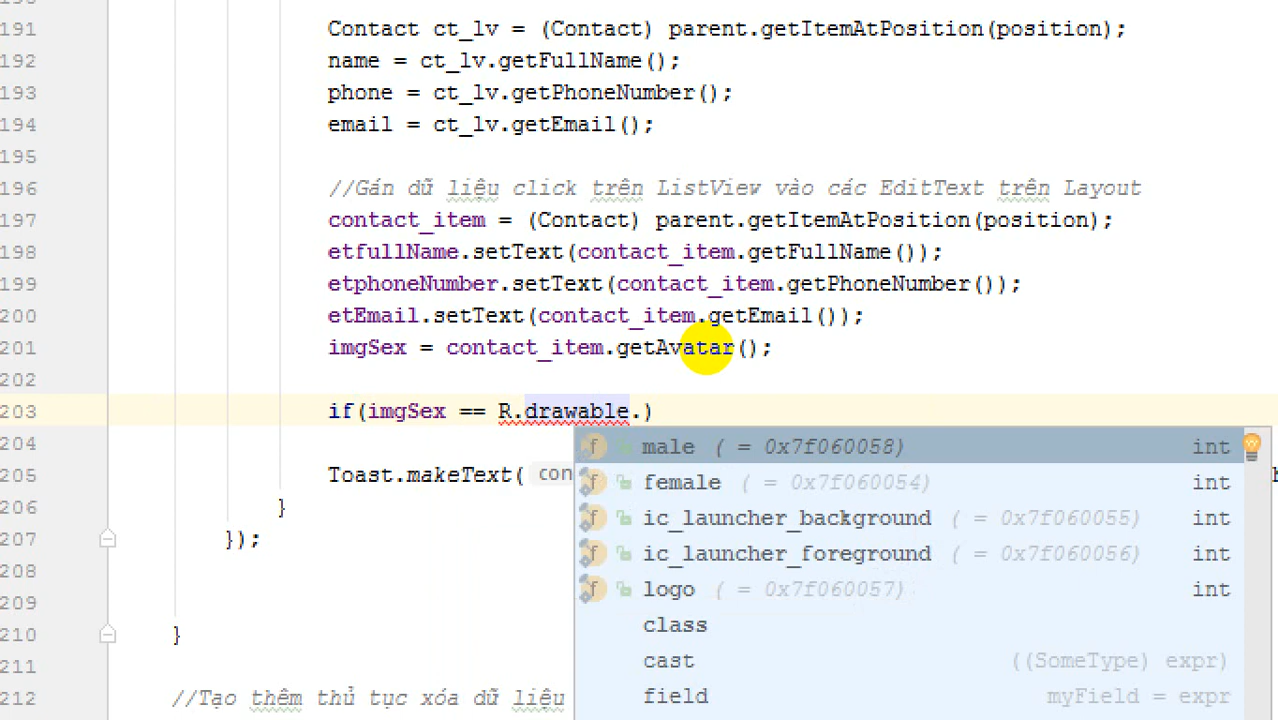 191 Contact ct_lv = (Contact) parent.getItemAtPosition(position);
192 name = ct_lv.getFullName();
193 phone = ct_lv.getPhoneNumber();
194 email = ct_lv.getEmail();
195
196 //Gán dữ liệu click trên ListView vào các EditText trên Layout
197 contact_item = (Contact) parent.getItemAtPosition(position);
198 etfullName.setText(contact_item.getFullName());
199 etphoneNumber.setText(contact_item.getPhoneNumber());
200 etEmail.setText(contact_item.getEmail());
201 imgSex = contact_item.getAvatar();
202
203 if(imgSex == R.drawable.)
204 male ( = 0x7f060058) int
205 Toast.makeText( con
female ( = 0x7f060054) int
206 }
ic_launcher_background ( = 0x7f060055) int
207 });
ic_launcher_foreground ( = 0x7f060056) int
208
logo ( = 0x7f060057) int
209
210 }
class
211
cast ((SomeType) expr)
212 //Tạo thêm thủ tục xóa dữ liệu
field myField = expr